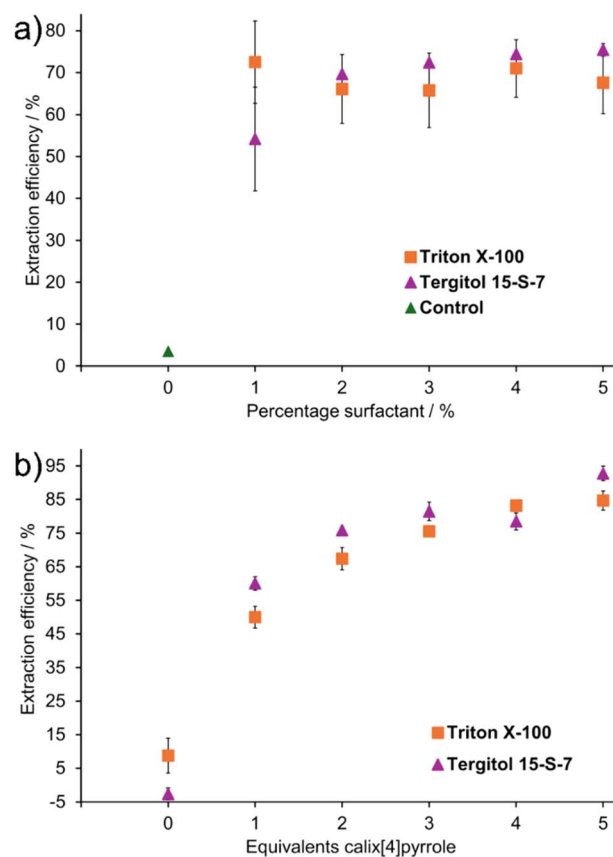 a)
80
70
60
50
40
30
20
10
0
Extraction efficiency / %
Triton X-100
Tergitol 15-S-7
Control
0 1 2 3 4 5
Percentage surfactant / %
b)
95
85
75
65
55
45
35
25
15
5
-5
Extraction efficiency / %
Triton X-100
Tergitol 15-S-7
0 1 2 3 4 5
Equivalents calix[4]pyrrole